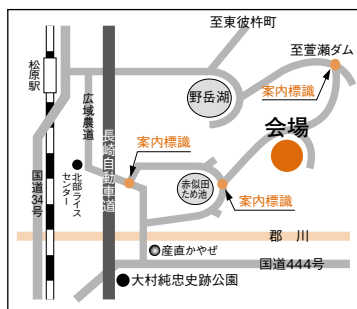 至東彼杵町
至萱瀬ダム
松原駅
野岳湖
案内標識
広域農道
会場
長崎自動車道
案内標識
北部ライスセンター
赤似田
ため池
案内標識
国道34号
郡川
産直かやぜ
国道444号
大村純忠史跡公園